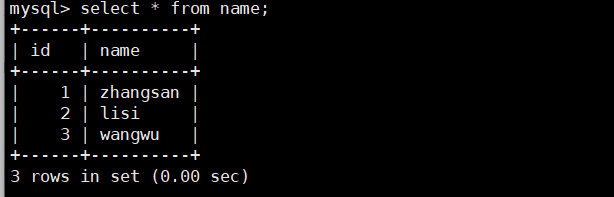 mysql> select * from name;
+------+----------+
| id   | name     |
+------+----------+
|    1 | zhangsan |
|    2 | lisi     |
|    3 | wangwu   |
+------+----------+
3 rows in set (0.00 sec)